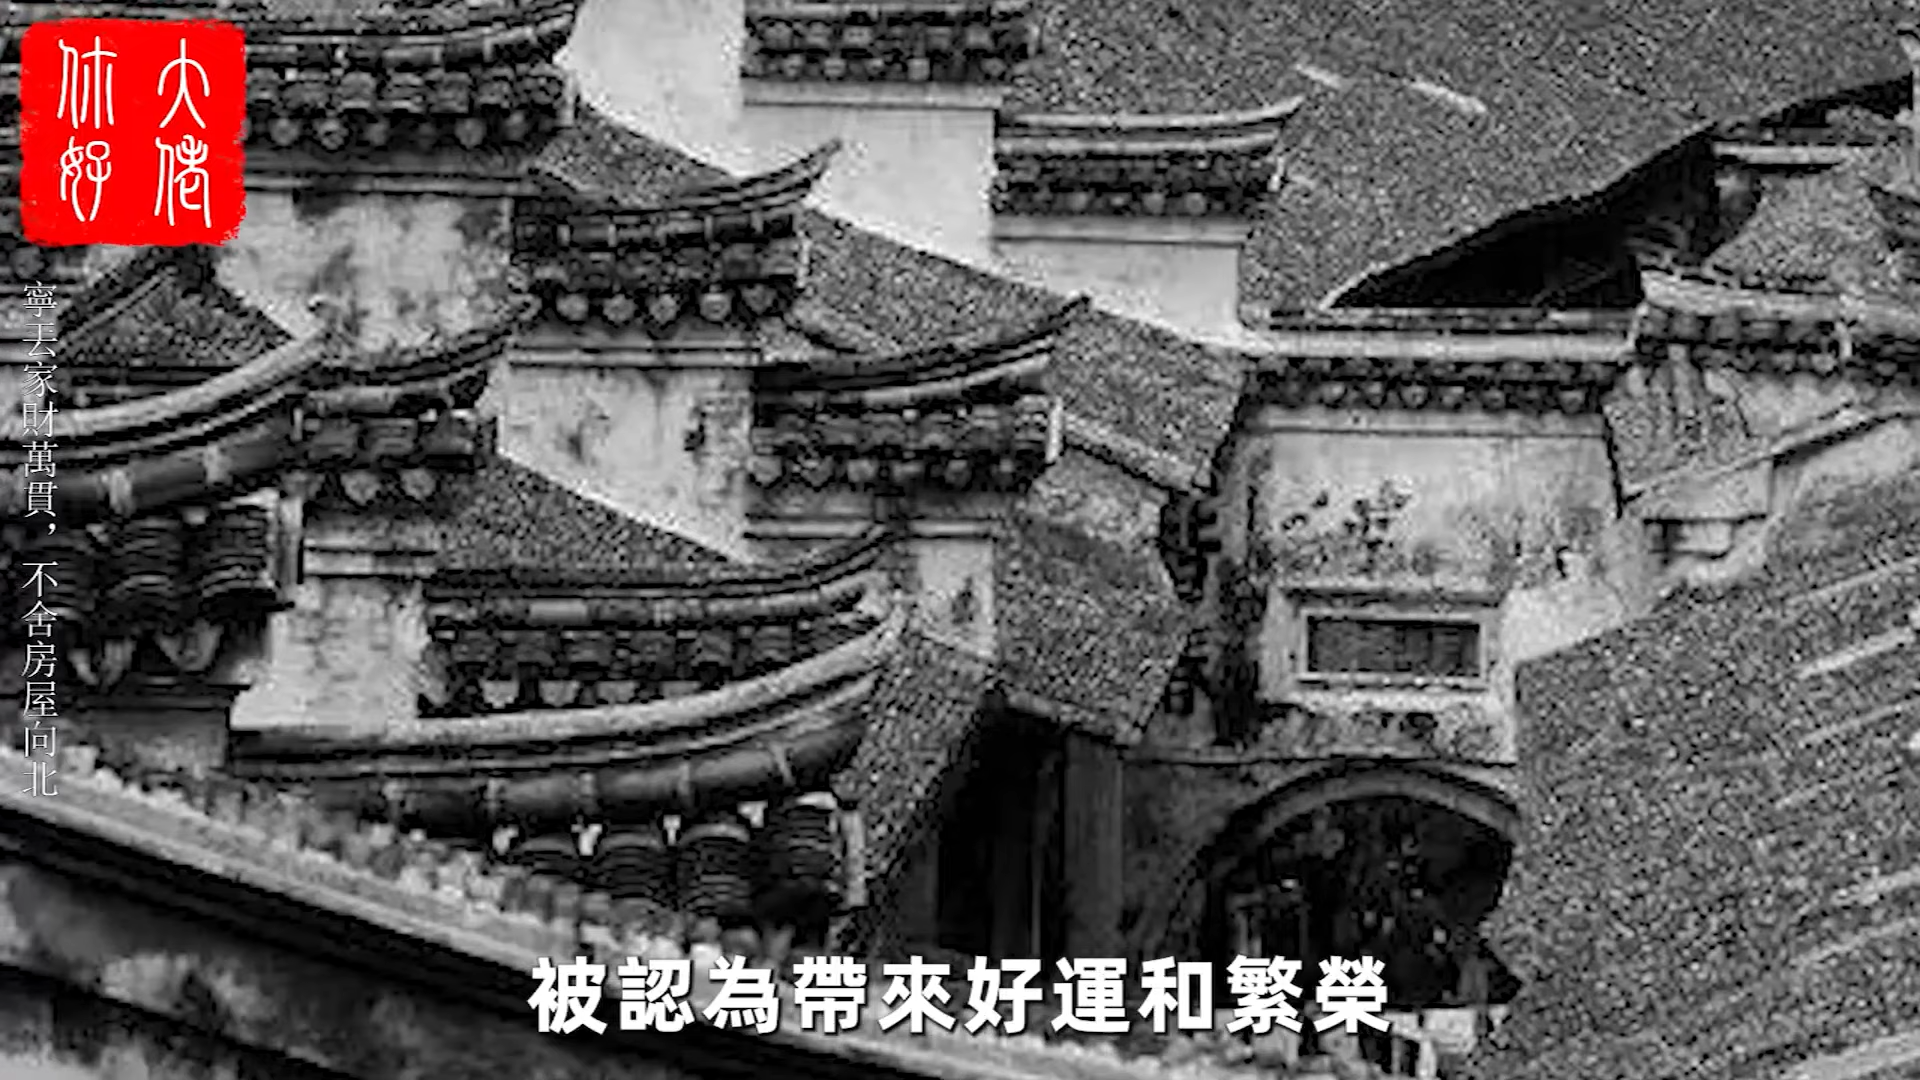 大佬
你好
寧丟家財萬貫，不舍房屋向北
被認為帶來好運和繁榮